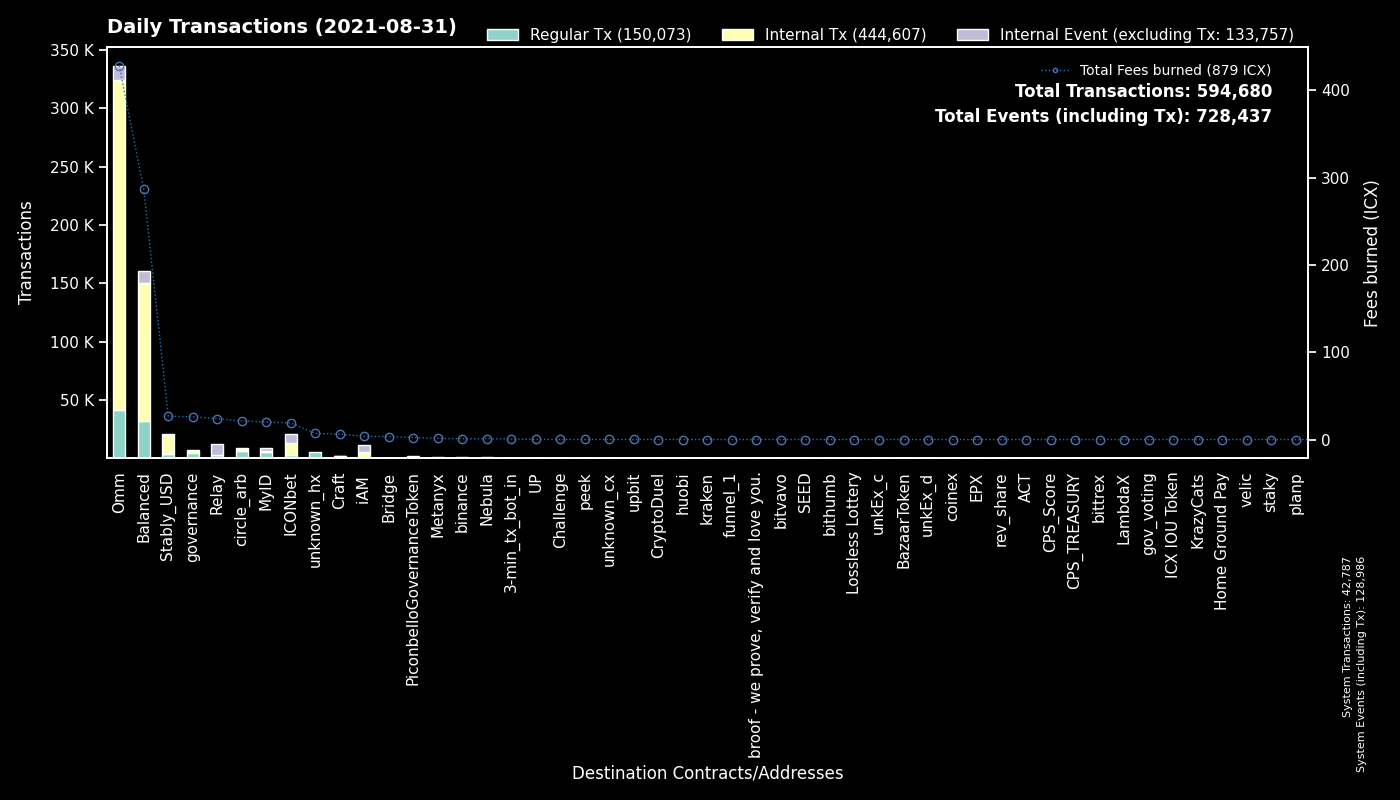 Daily Transactions (2021-08-31)
Regular Tx (150,073)
Internal Tx (444,607)
Internal Event (excluding Tx: 133,757)
Total Fees burned (879 ICX)
Total Transactions: 594,680
Total Events (including Tx): 728,437
Transactions
350 K
300 K
250 K
200 K
150 K
100 K
50 K
400
300
200
100
0
Fees burned (ICX)
Omm
Balanced
Stably_USD
governance
Relay
circle_arb
MyID
ICONbet
unknown_hx
Craft
iAM
Bridge
PiconbelloGovernanceToken
Metanyx
binance
Nebula
3-min_tx_bot_in
UP
Challenge
peek
unknown_cx
upbit
CryptoDuel
huobi
kraken
funnel_1
broof - we prove, verify and love you.
bitvavo
SEED
bithumb
Lossless Lottery
unkEx_c
BazaarToken
unkEx_d
coinex
EPX
rev_share
ACT
CPS_Score
CPS_TREASURY
bittrex
LambdaX
gov_voting
ICX IOU Token
KrazyCats
Home Ground Pay
velic
staky
planp
Destination Contracts/Addresses
System Transactions: 42,787
System Events (including Tx): 128,986